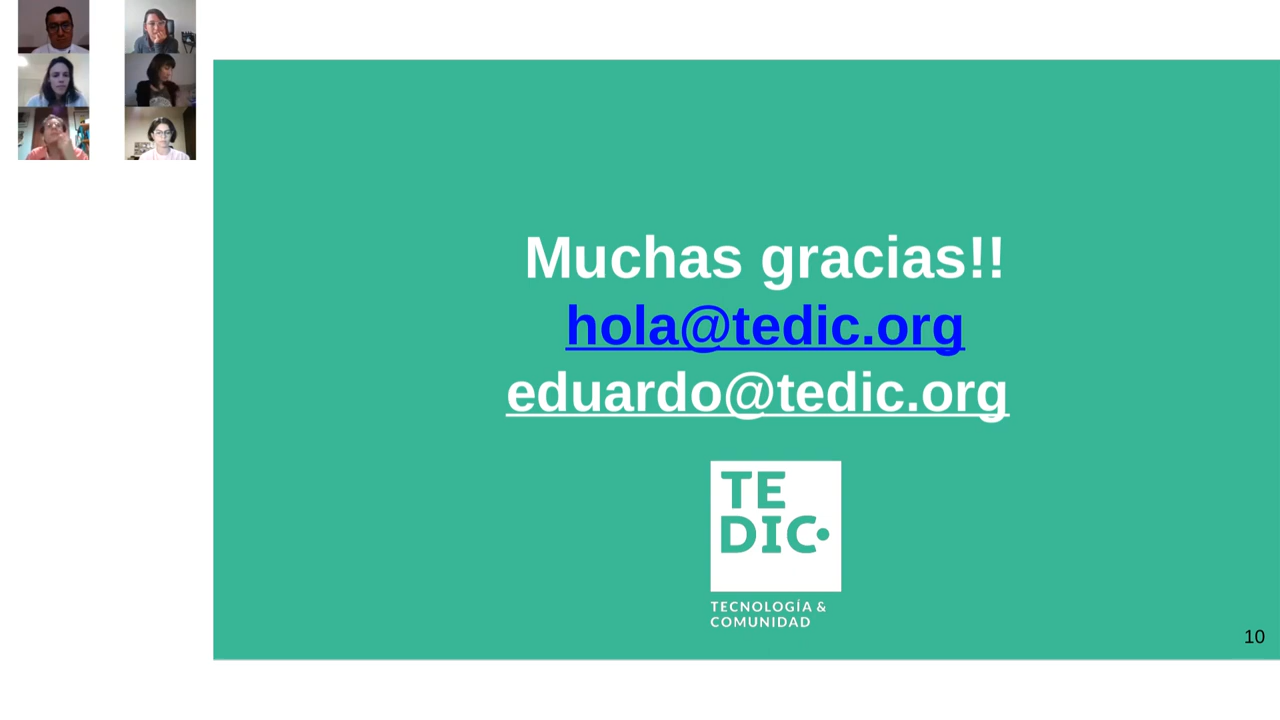 Muchas gracias!!
hola@tedic.org
eduardo@tedic.org
TE
DIC
TECNOLOGÍA &
COMUNIDAD
10